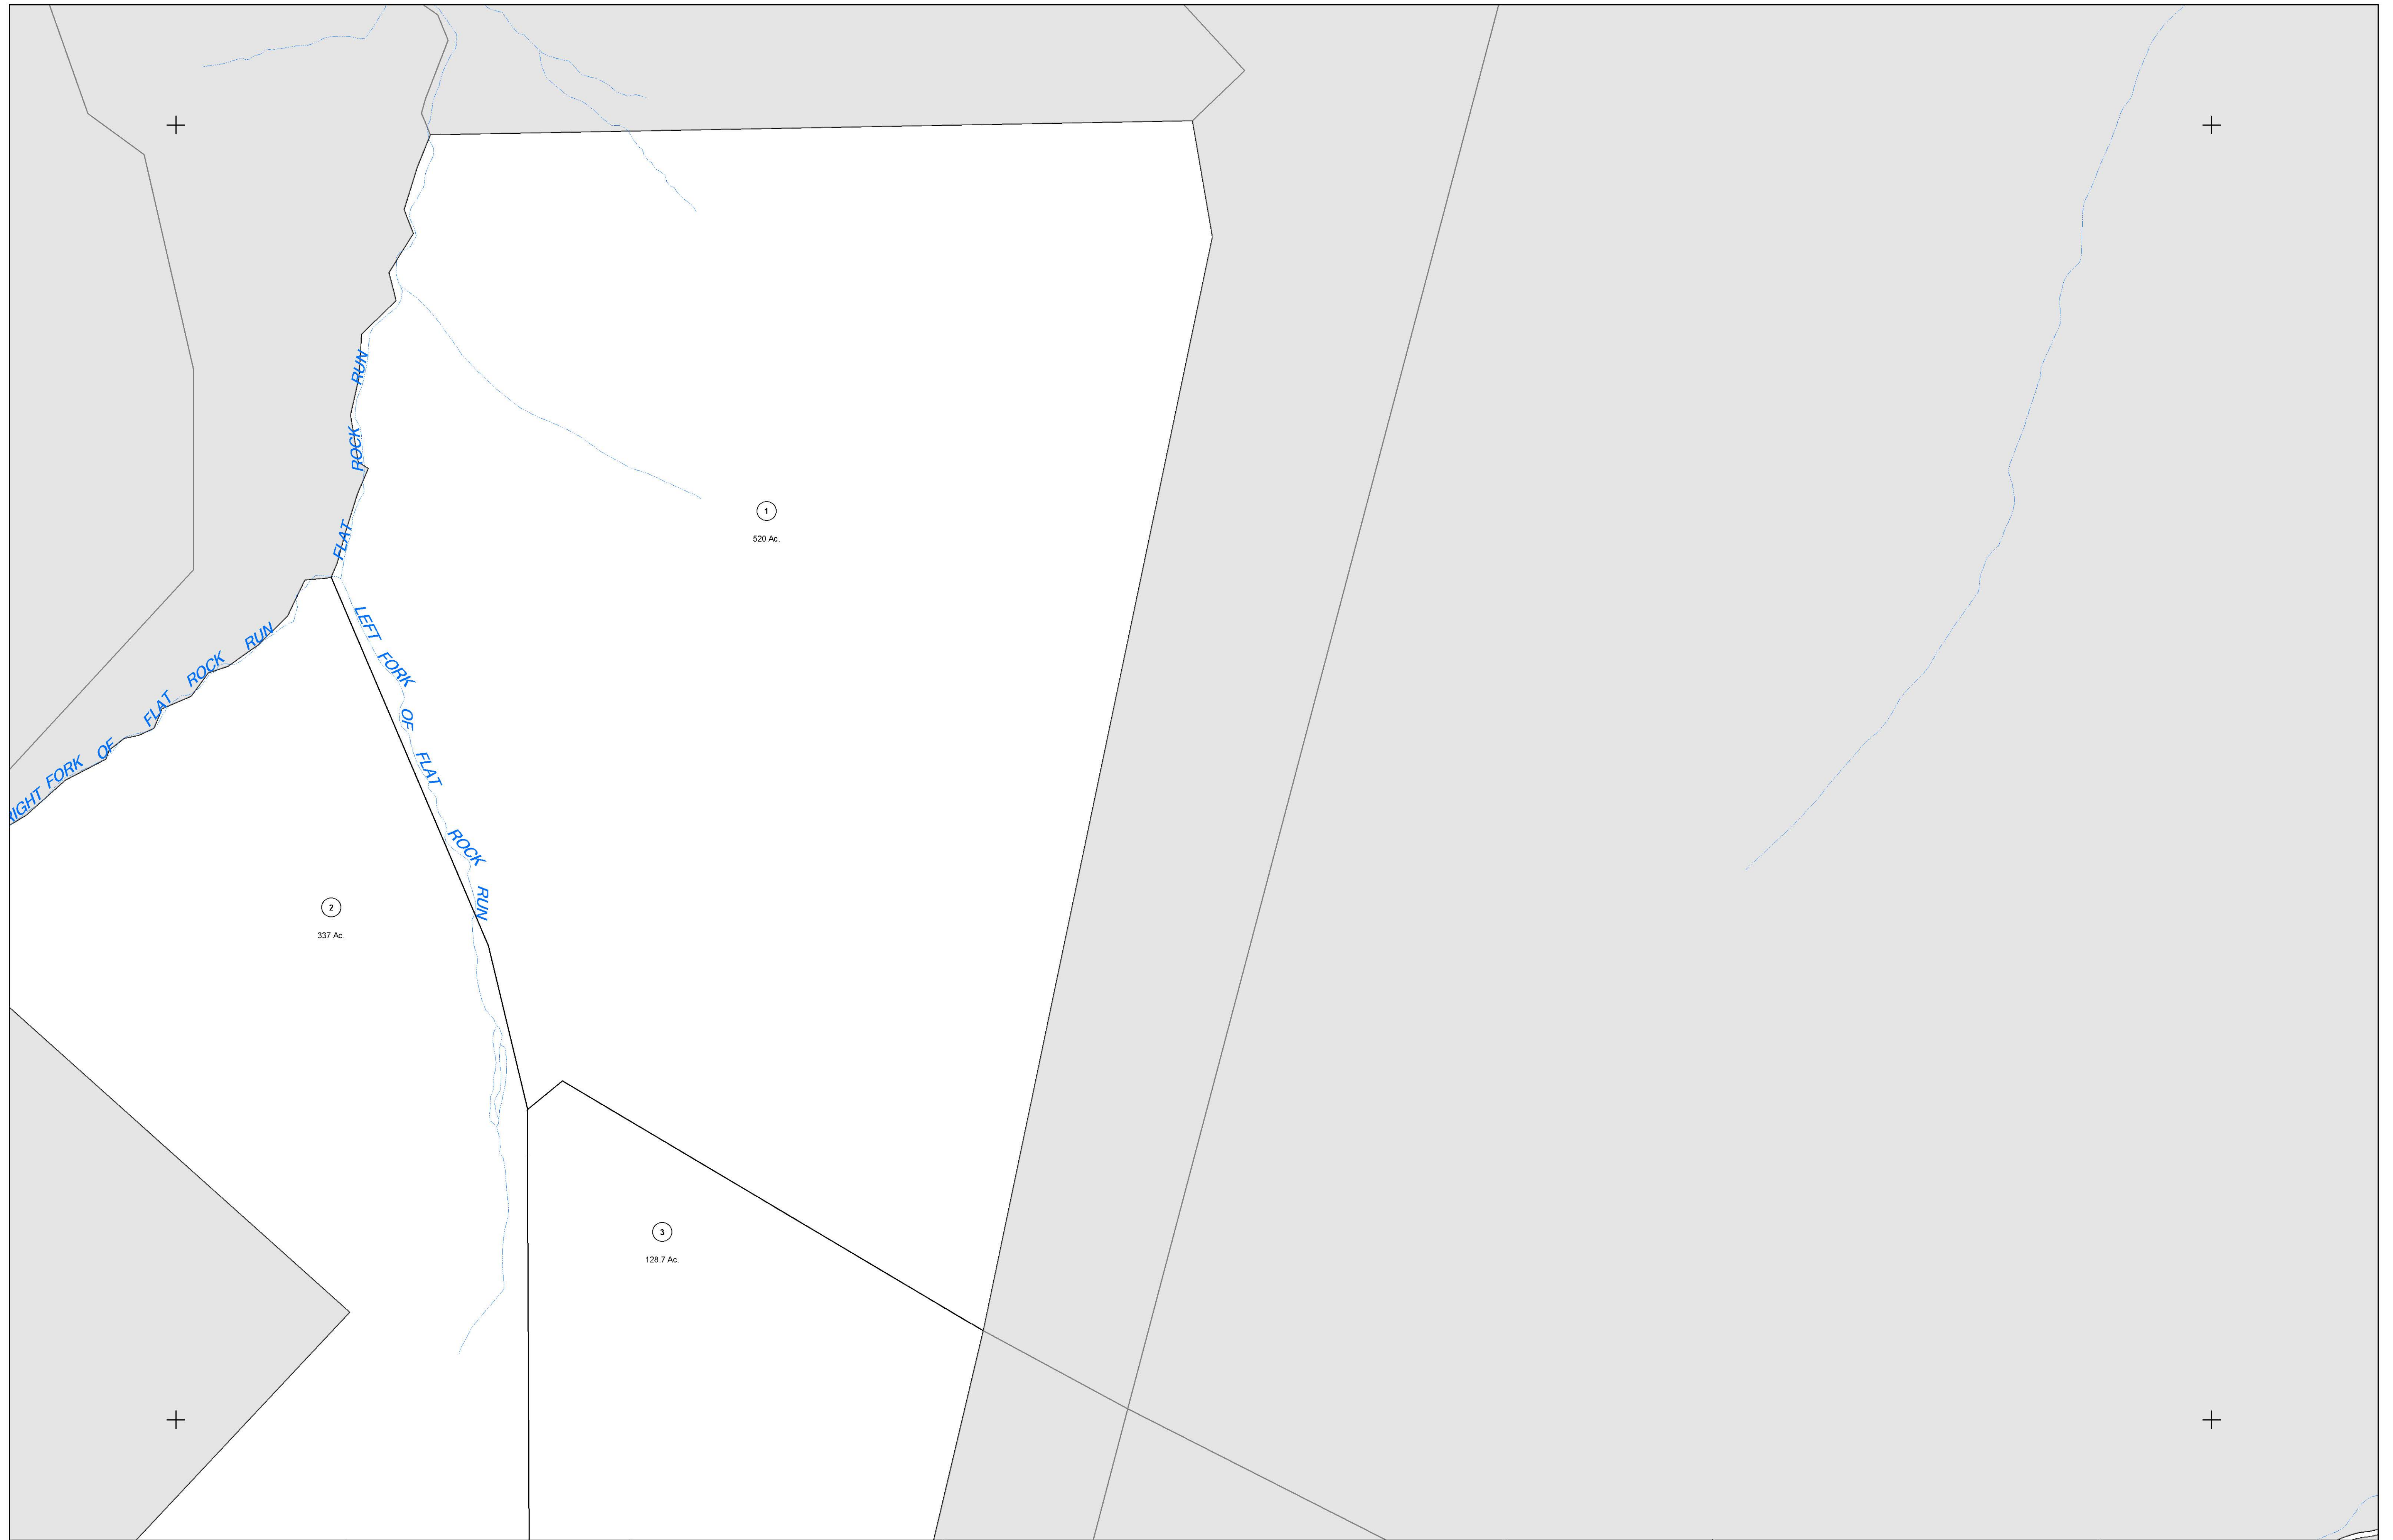 FLAT ROCK RUN
1
520 Ac.
RIGHT FORK OF FLAT ROCK RUN
LEFT FORK OF FLAT ROCK RUN
2
337 Ac.
3
128.7 Ac.